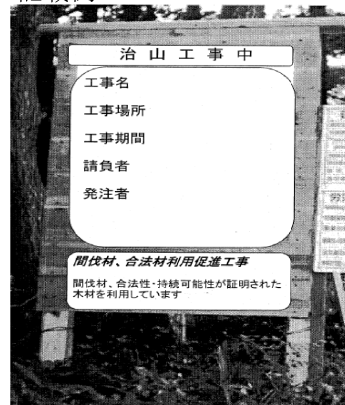 治山工事中
工事名
工事場所
工事期間
請負者
発注者
間伐材、合法材利用促進工事
間伐材、合法性・持続可能性が証明された
木材を利用しています